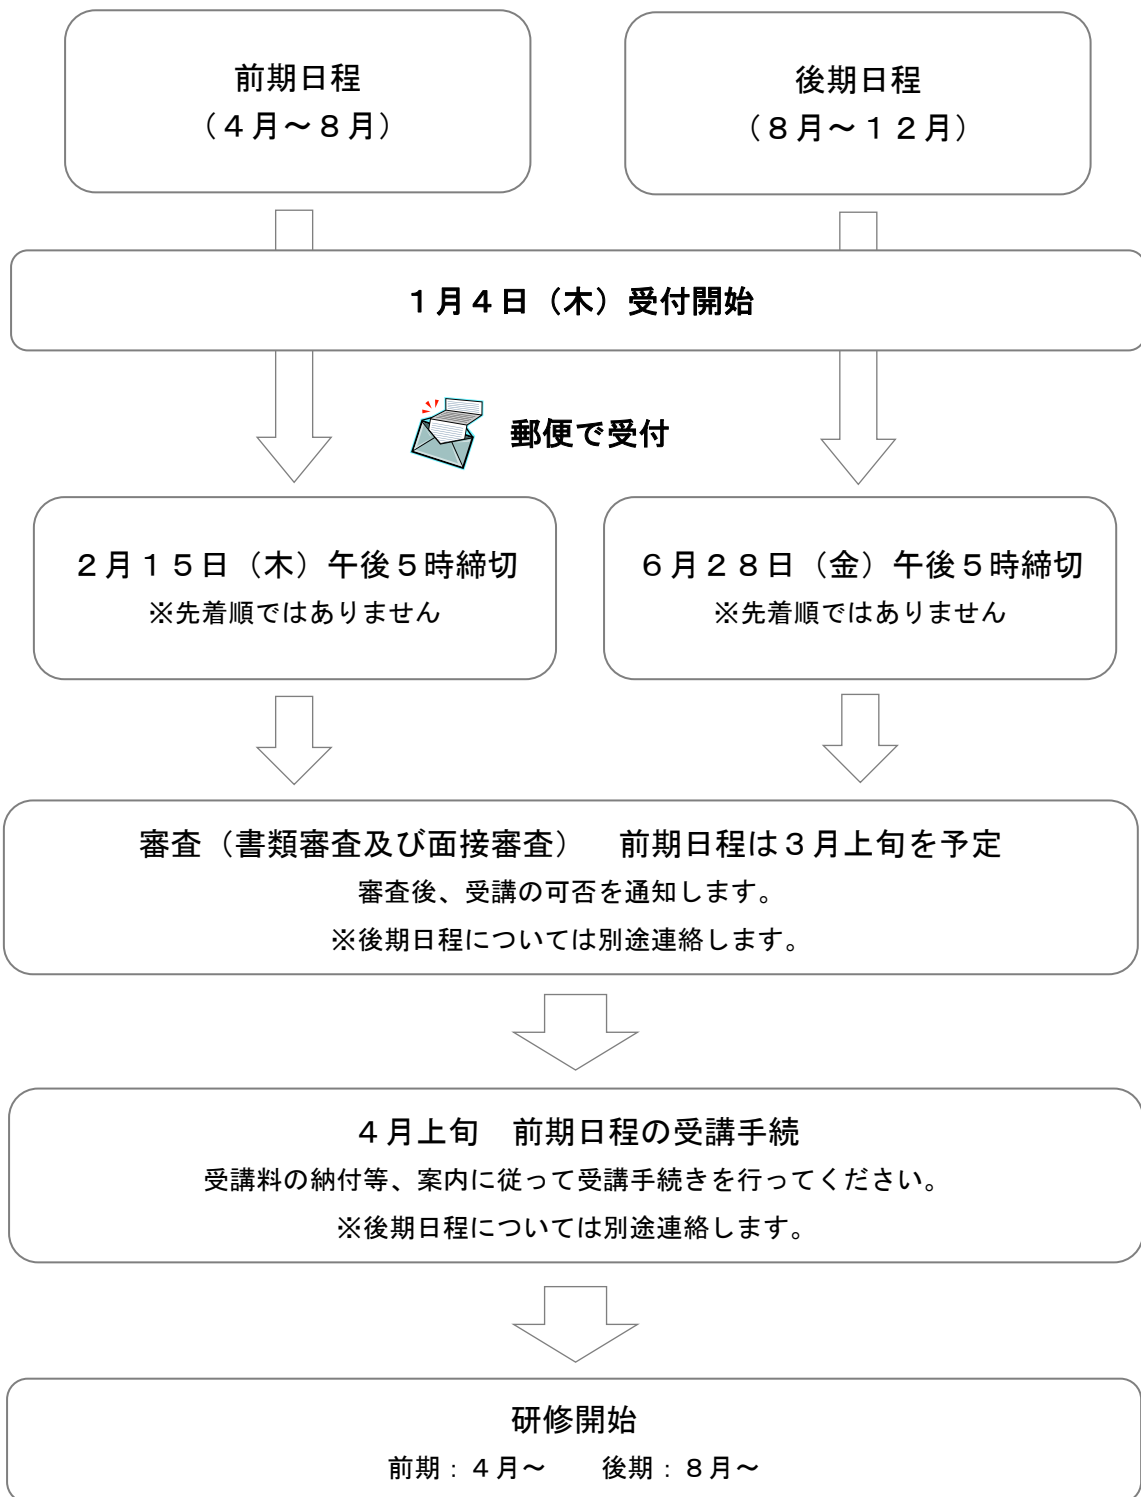 前期日程
（４月～８月）
後期日程
（８月～１２月）
１月４日（木）受付開始
郵便で受付
２月１５日（木）午後５時締切
※先着順ではありません
６月２８日（金）午後５時締切
※先着順ではありません
審査（書類審査及び面接審査）　前期日程は３月上旬を予定
審査後、受講の可否を通知します。
※後期日程については別途連絡します。
４月上旬　前期日程の受講手続
受講料の納付等、案内に従って受講手続きを行ってください。
※後期日程については別途連絡します。
研修開始
前期：４月～　　後期：８月～